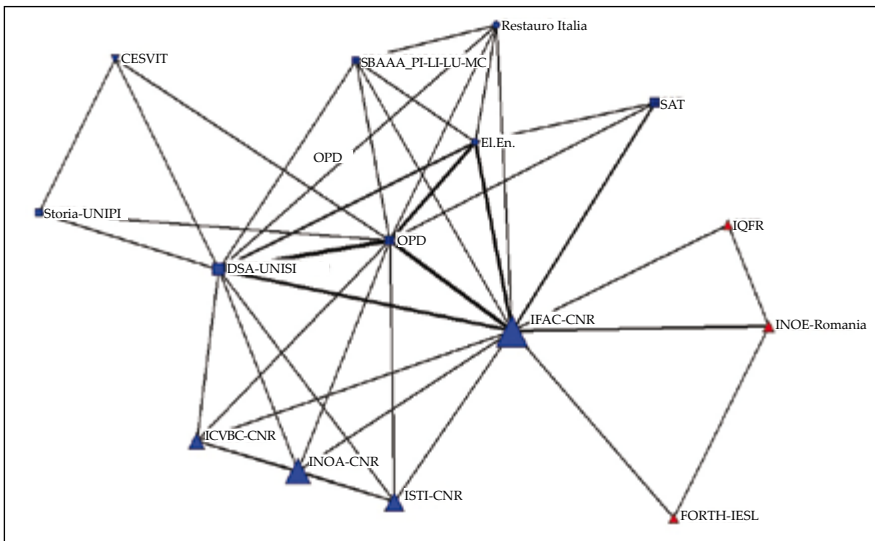 Restauro Italia
CESVIT
SBAAA_PI-LI-LU-MC
SAT
El.En.
OPD
Storia-UNIPI
IQFR
OPD
DSA-UNISI
IFAC-CNR
INOE-Romania
ICVBC-CNR
INOA-CNR
ISTI-CNR
FORTH-IESL